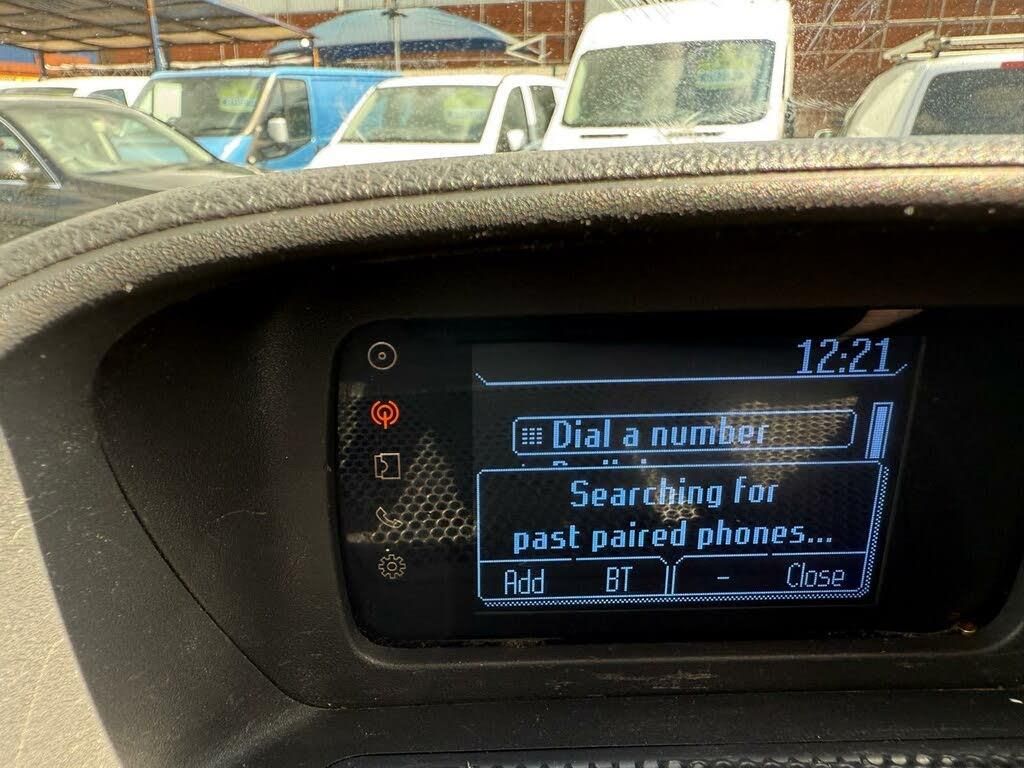 12:21
Dial a number
Searching for
past paired phones...
Add BT - Close